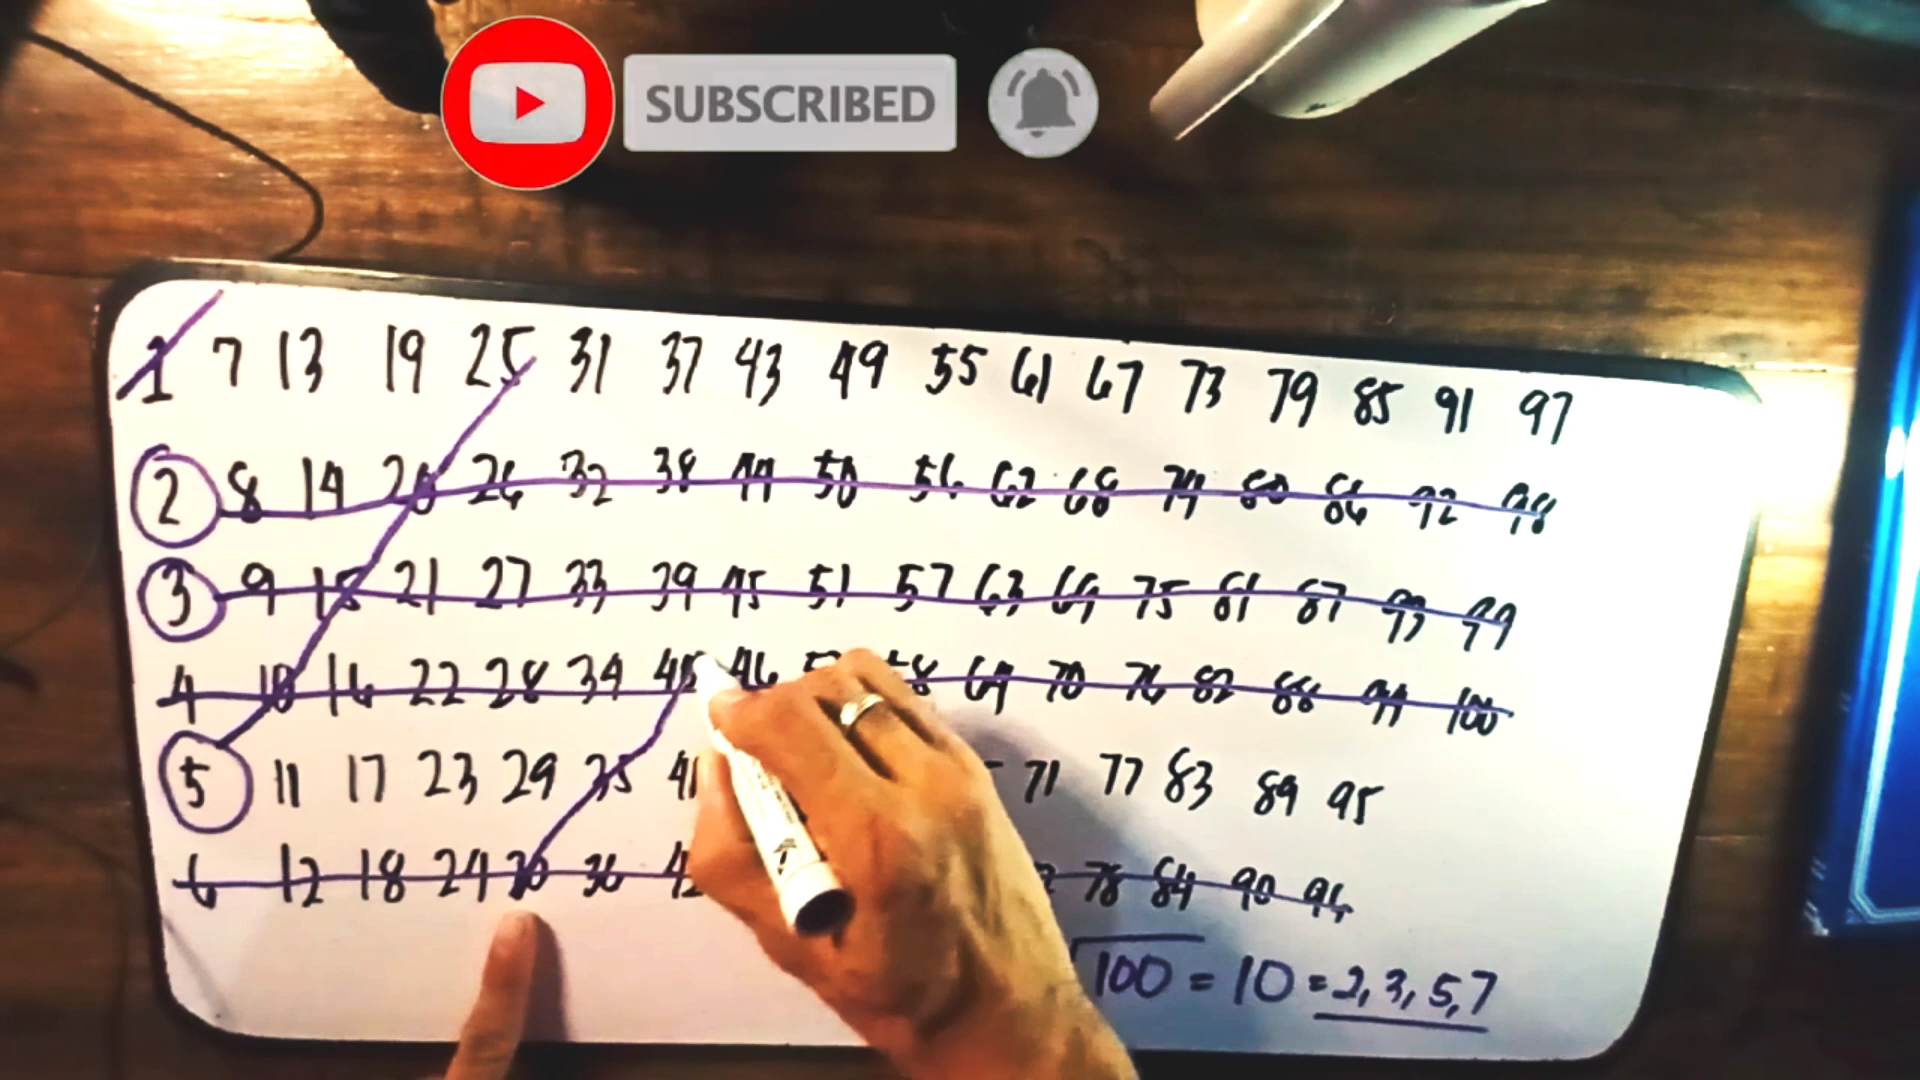 SUBSCRIBED
1 7 13 19 25 31 37 43 49 55 61 67 73 79 85 91 97
2 8 14 20 26 32 38 44 50 56 62 68 74 80 86 92 98
3 9 15 21 27 33 39 45 51 57 63 69 75 81 87 93 99
4 10 16 22 28 34 40 46 58 64 70 76 82 88 94 100
5 11 17 23 29 35 41 71 77 83 89 95
6 12 18 24 30 36 42 78 84 90 96
√100 = 10 = 2, 3, 5, 7